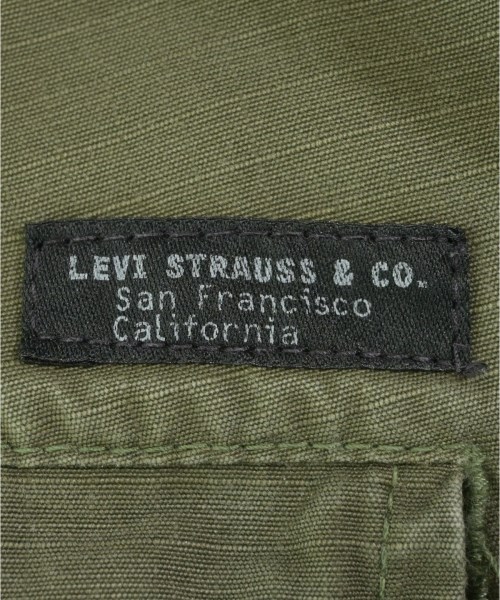 LEVI STRAUSS & CO.
San Francisco
California